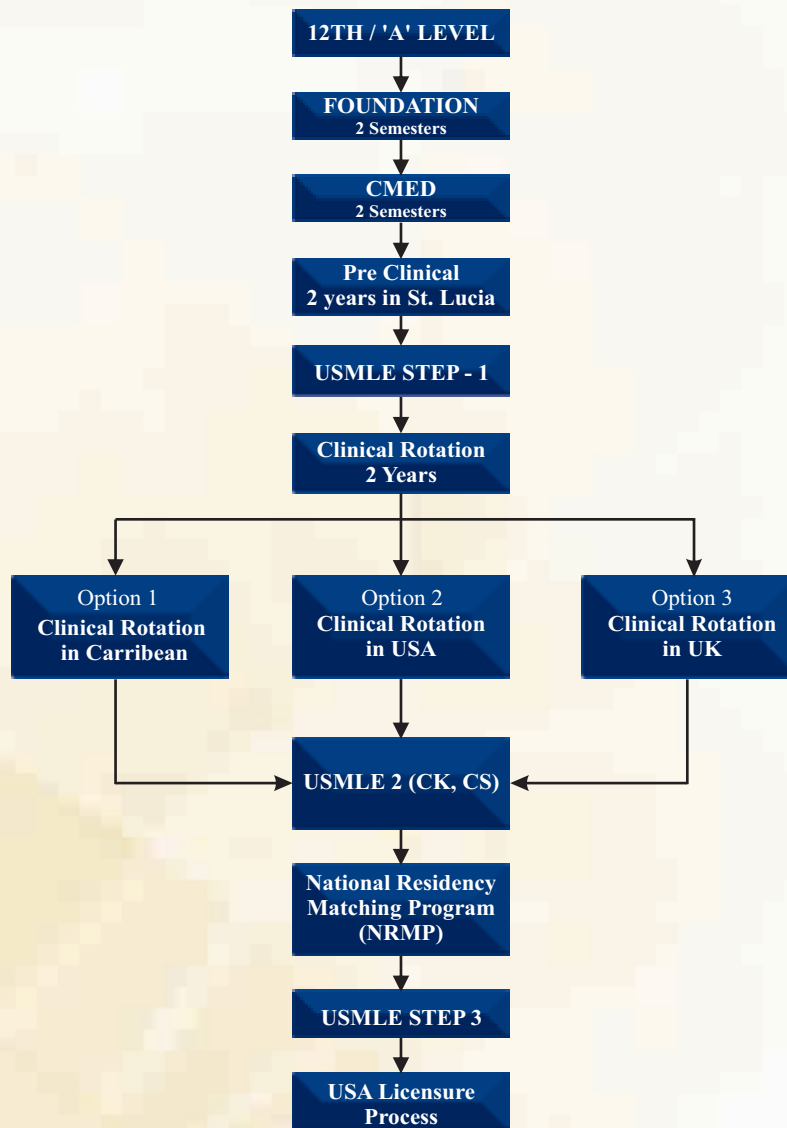 12TH / 'A' LEVEL
FOUNDATION
2 Semesters
CMED
2 Semesters
Pre Clinical
2 years in St. Lucia
USMLE STEP - 1
Clinical Rotation
2 Years
Option 1
Clinical Rotation
in Carribean
Option 2
Clinical Rotation
in USA
Option 3
Clinical Rotation
in UK
USMLE 2 (CK, CS)
National Residency
Matching Program
(NRMP)
USMLE STEP 3
USA Licensure
Process